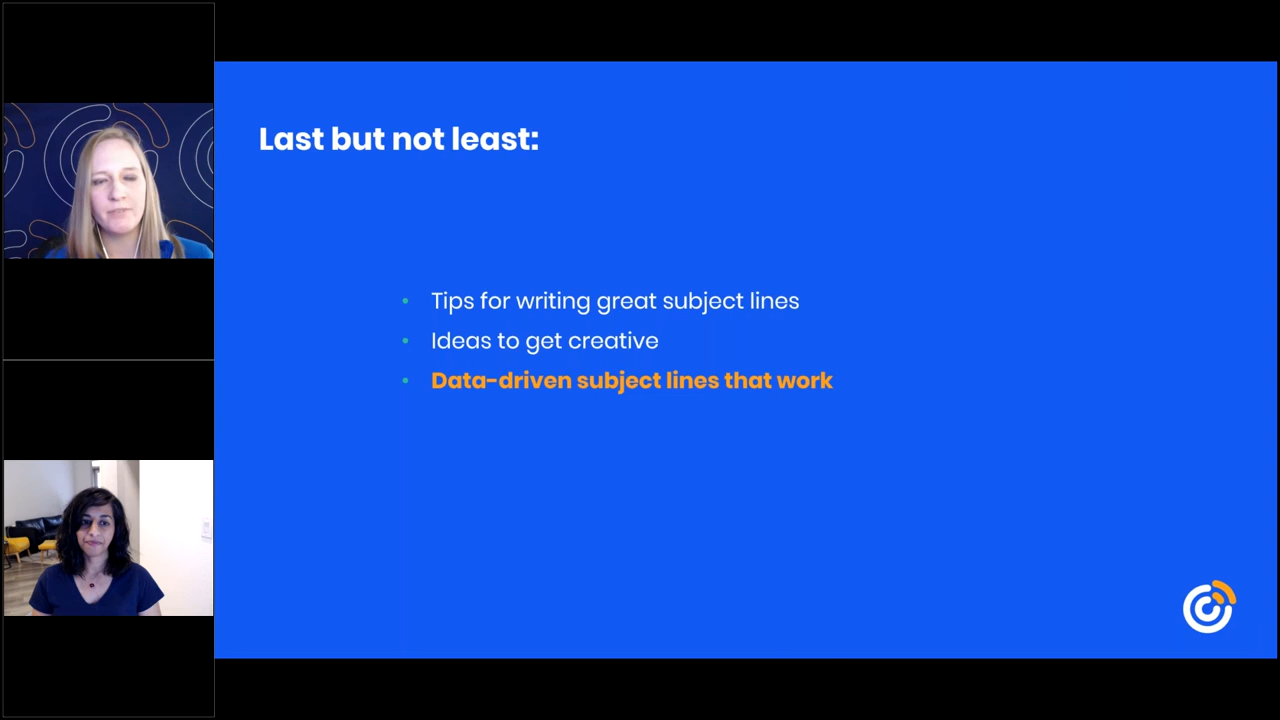 Last but not least:
Tips for writing great subject lines
Ideas to get creative
Data-driven subject lines that work